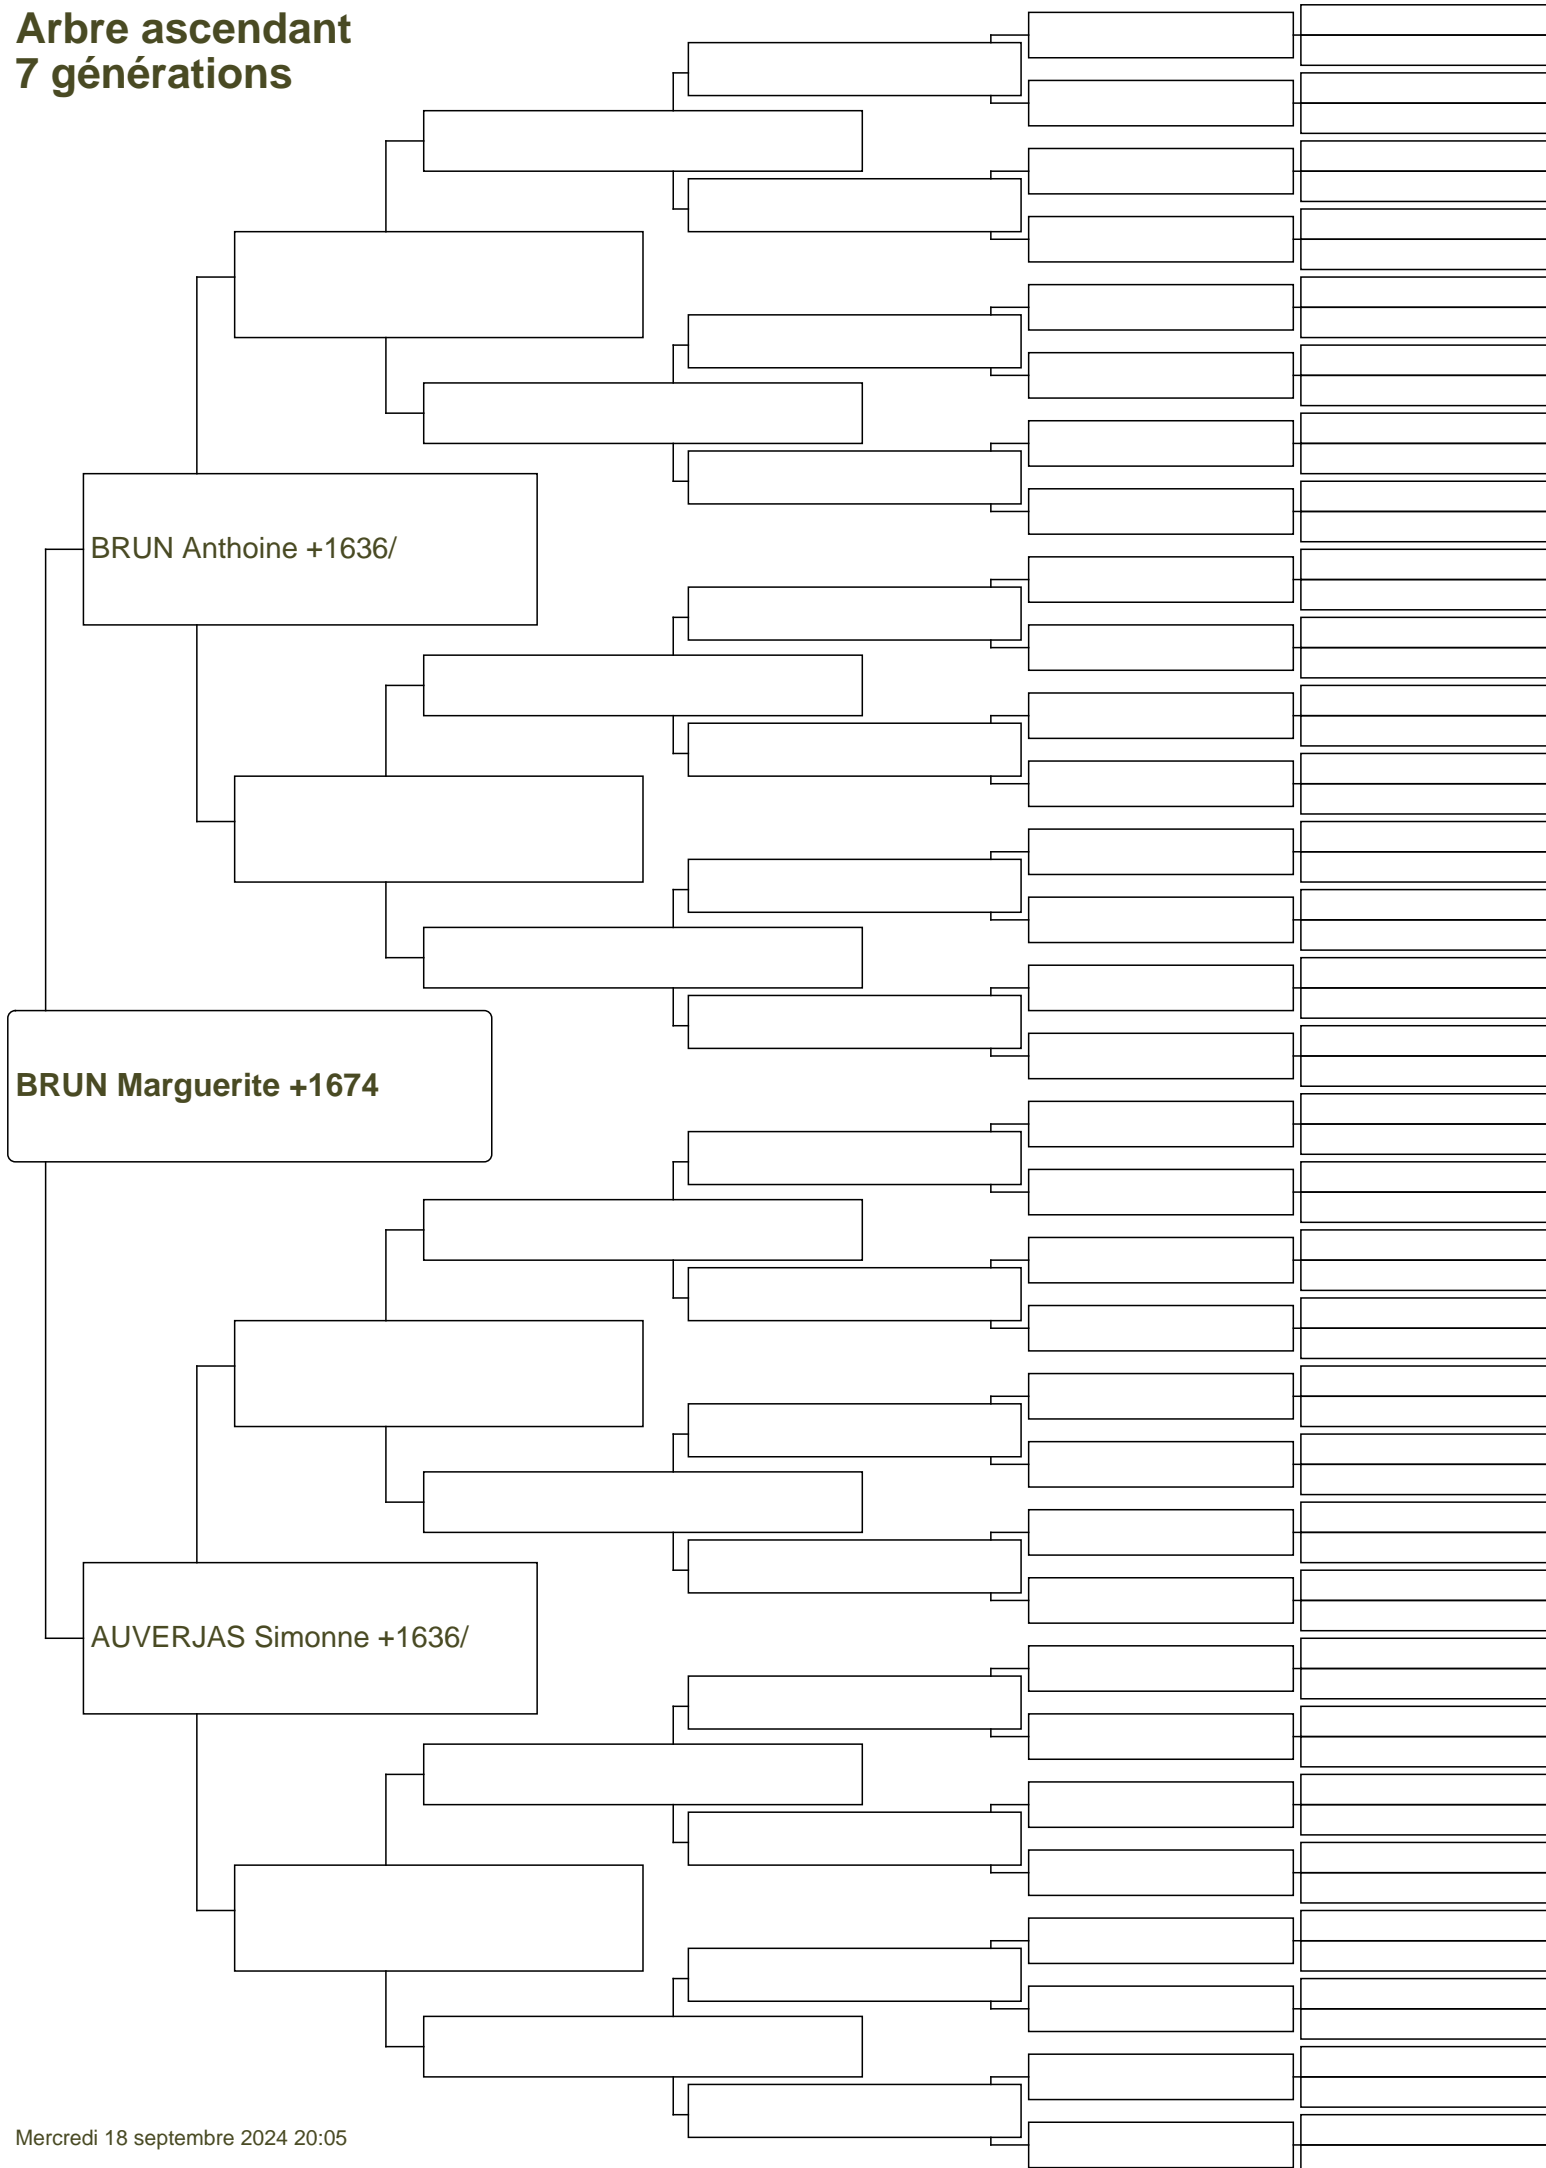 Arbre ascendant
7 générations
BRUN Anthoine +1636/
BRUN Marguerite +1674
AUVERJAS Simonne +1636/
Mercredi 18 septembre 2024 20:05